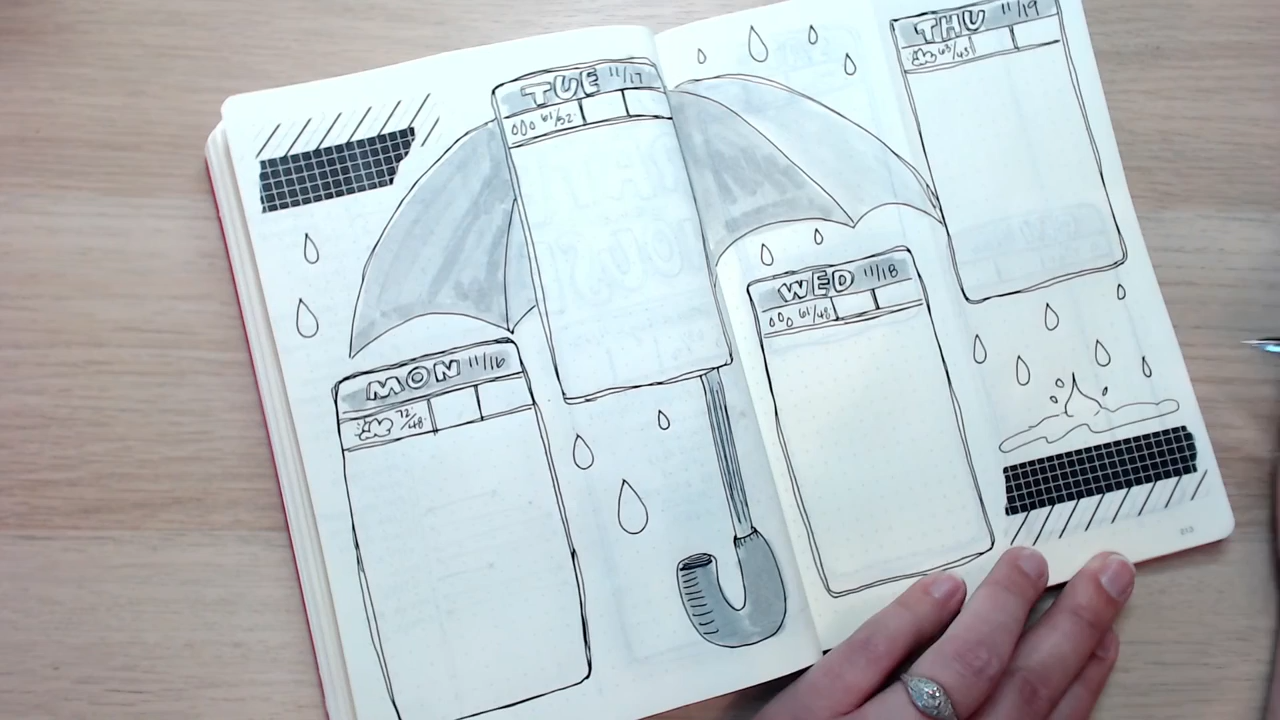 MON 11/16
72°/48°
TUE 11/17
61/52°
WED 11/18
61/48°
THU 11/19
63/45